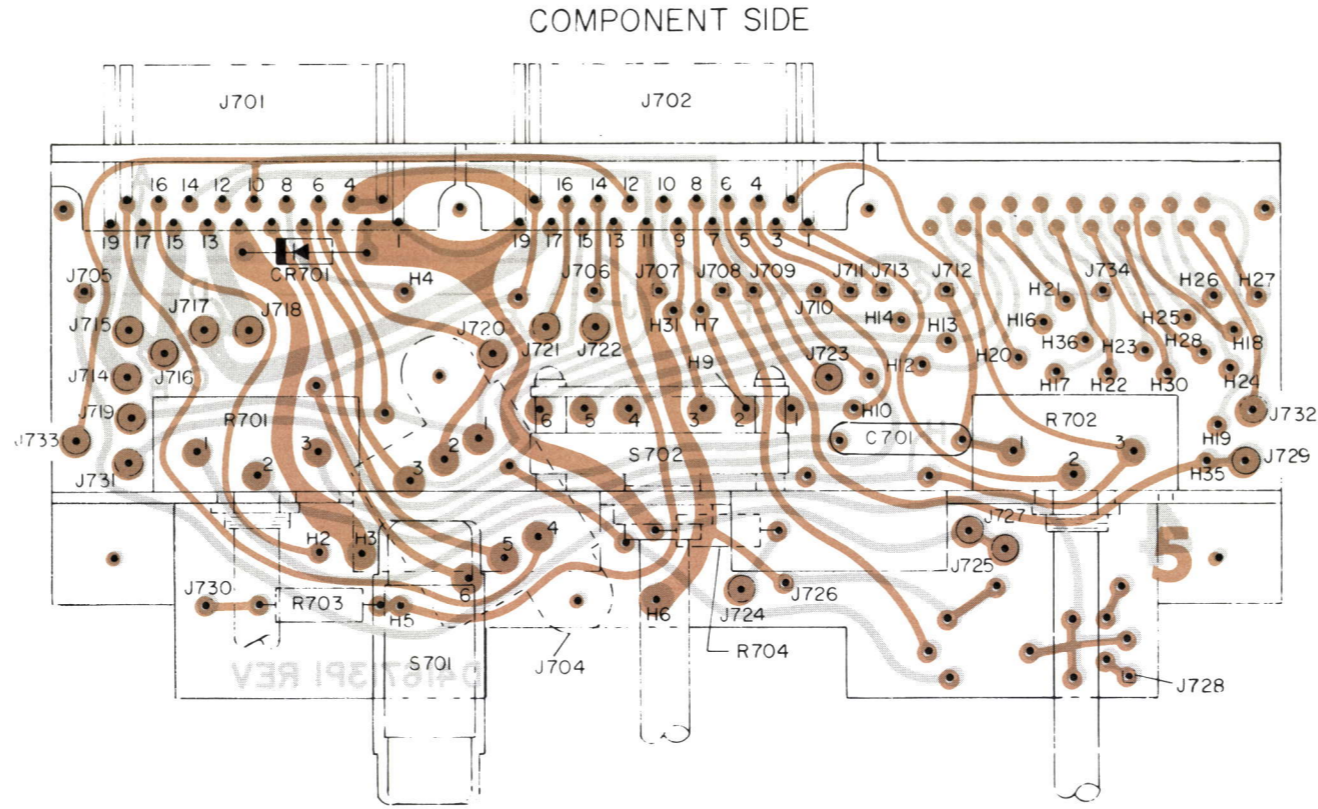 COMPONENT SIDE
J701
J702
16 14 12 10 8 6 4
16 14 12 10 8 6 4
19 17 15 13 1
19 17 15 13 11 9 7 5 3 1
CR701
J705
H4
J706
J707
J708
J709
J711
J713
J712
J734
H26
H27
H21
J710
J717
J718
J715
J720
J721
J722
H31
H7
H14
H16
H25
H13
H36
H18
J716
H9
J723
H12
H20
H23
H28
J714
H17
H22
H30
H24
J719
R701
6 5 4 3 2 1
H10
R702
J732
J733
1
3
1
C701
1
3
H19
2
2
S702
2
J729
J731
3
H35
H2
H3
5
4
J727
5
J725
6
J730
R703
H5
H6
J724
J726
R704
S701
J704
D416713P1 REV
J728